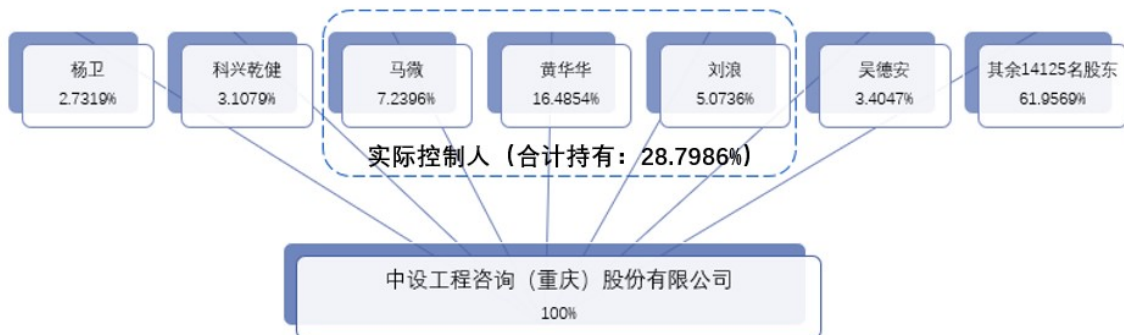 杨卫
2.7319%
科兴乾健
3.1079%
马微
7.2396%
黄华华
16.4854%
刘浪
5.0736%
吴德安
3.4047%
其余14125名股东
61.9569%
实际控制人（合计持有：28.7986%）
中设工程咨询（重庆）股份有限公司
100%